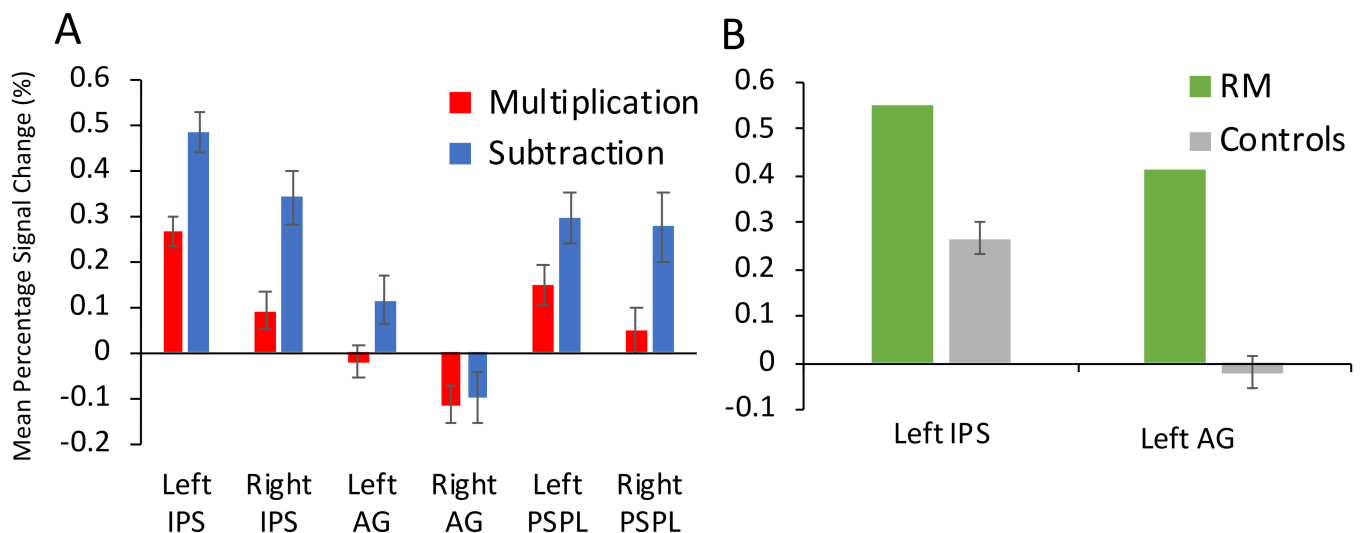 A
Mean Percentage Signal Change (%)
0.6
0.5
0.4
0.3
0.2
0.1
0
-0.1
-0.2
Multiplication
Subtraction
Left IPS
Right IPS
Left AG
Right AG
Left PSPL
Right PSPL
B
0.6
0.5
0.4
0.3
0.2
0.1
0
-0.1
RM
Controls
Left IPS
Left AG